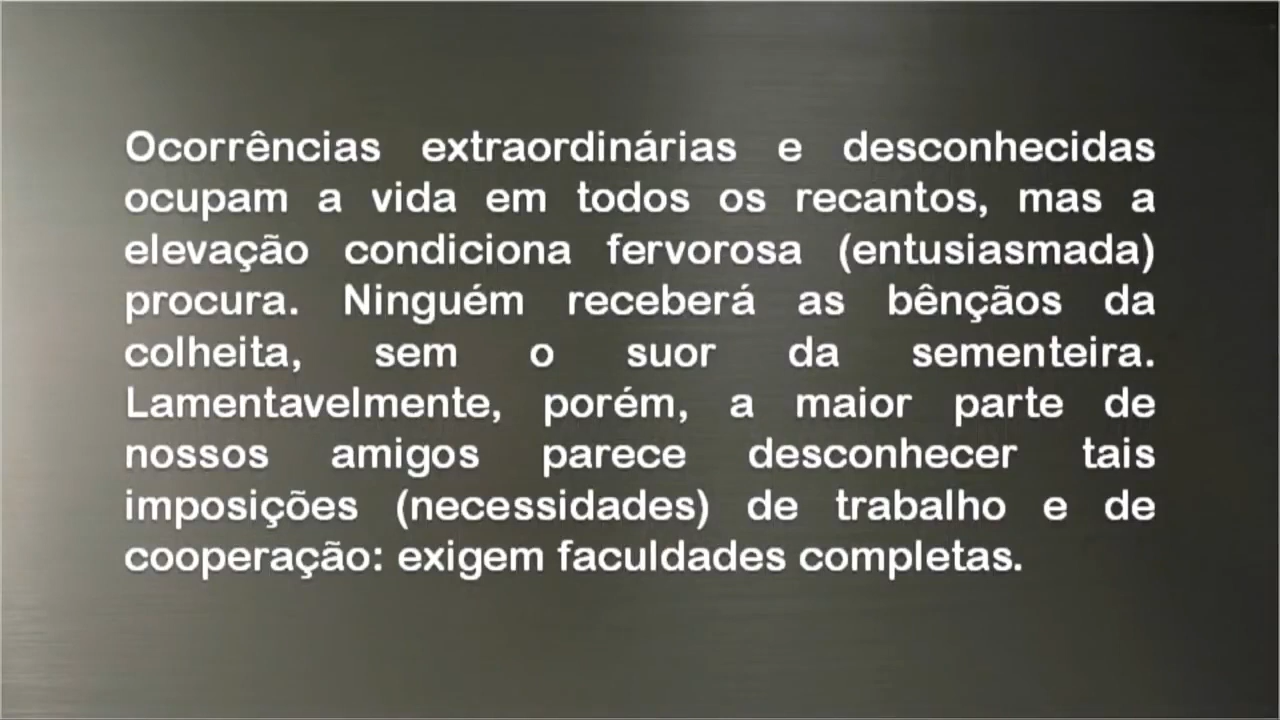 Ocorrências extraordinárias e desconhecidas
ocupam a vida em todos os recantos, mas a
elevação condiciona fervorosa (entusiasmada)
procura. Ninguém receberá as bênçãos da
colheita, sem o suor da sementeira.
Lamentavelmente, porém, a maior parte de
nossos amigos parece desconhecer tais
imposições (necessidades) de trabalho e de
cooperação: exigem faculdades completas.